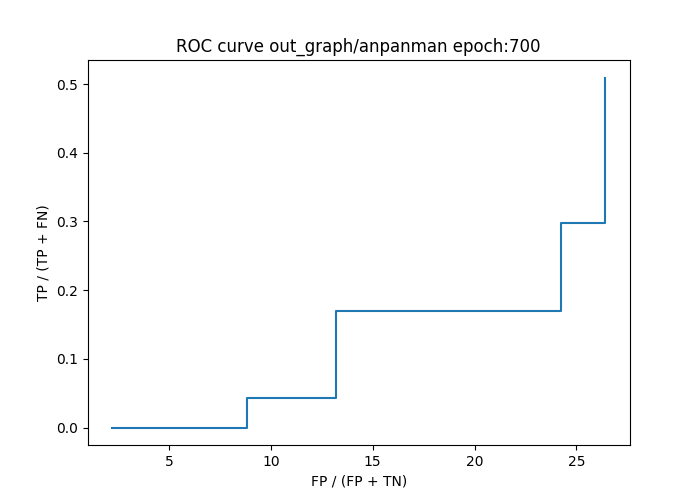 ROC curve out_graph/anpanman epoch:700
0.5
0.4
0.3
0.2
0.1
0.0
TP / (TP + FN)
5 10 15 20 25
FP / (FP + TN)